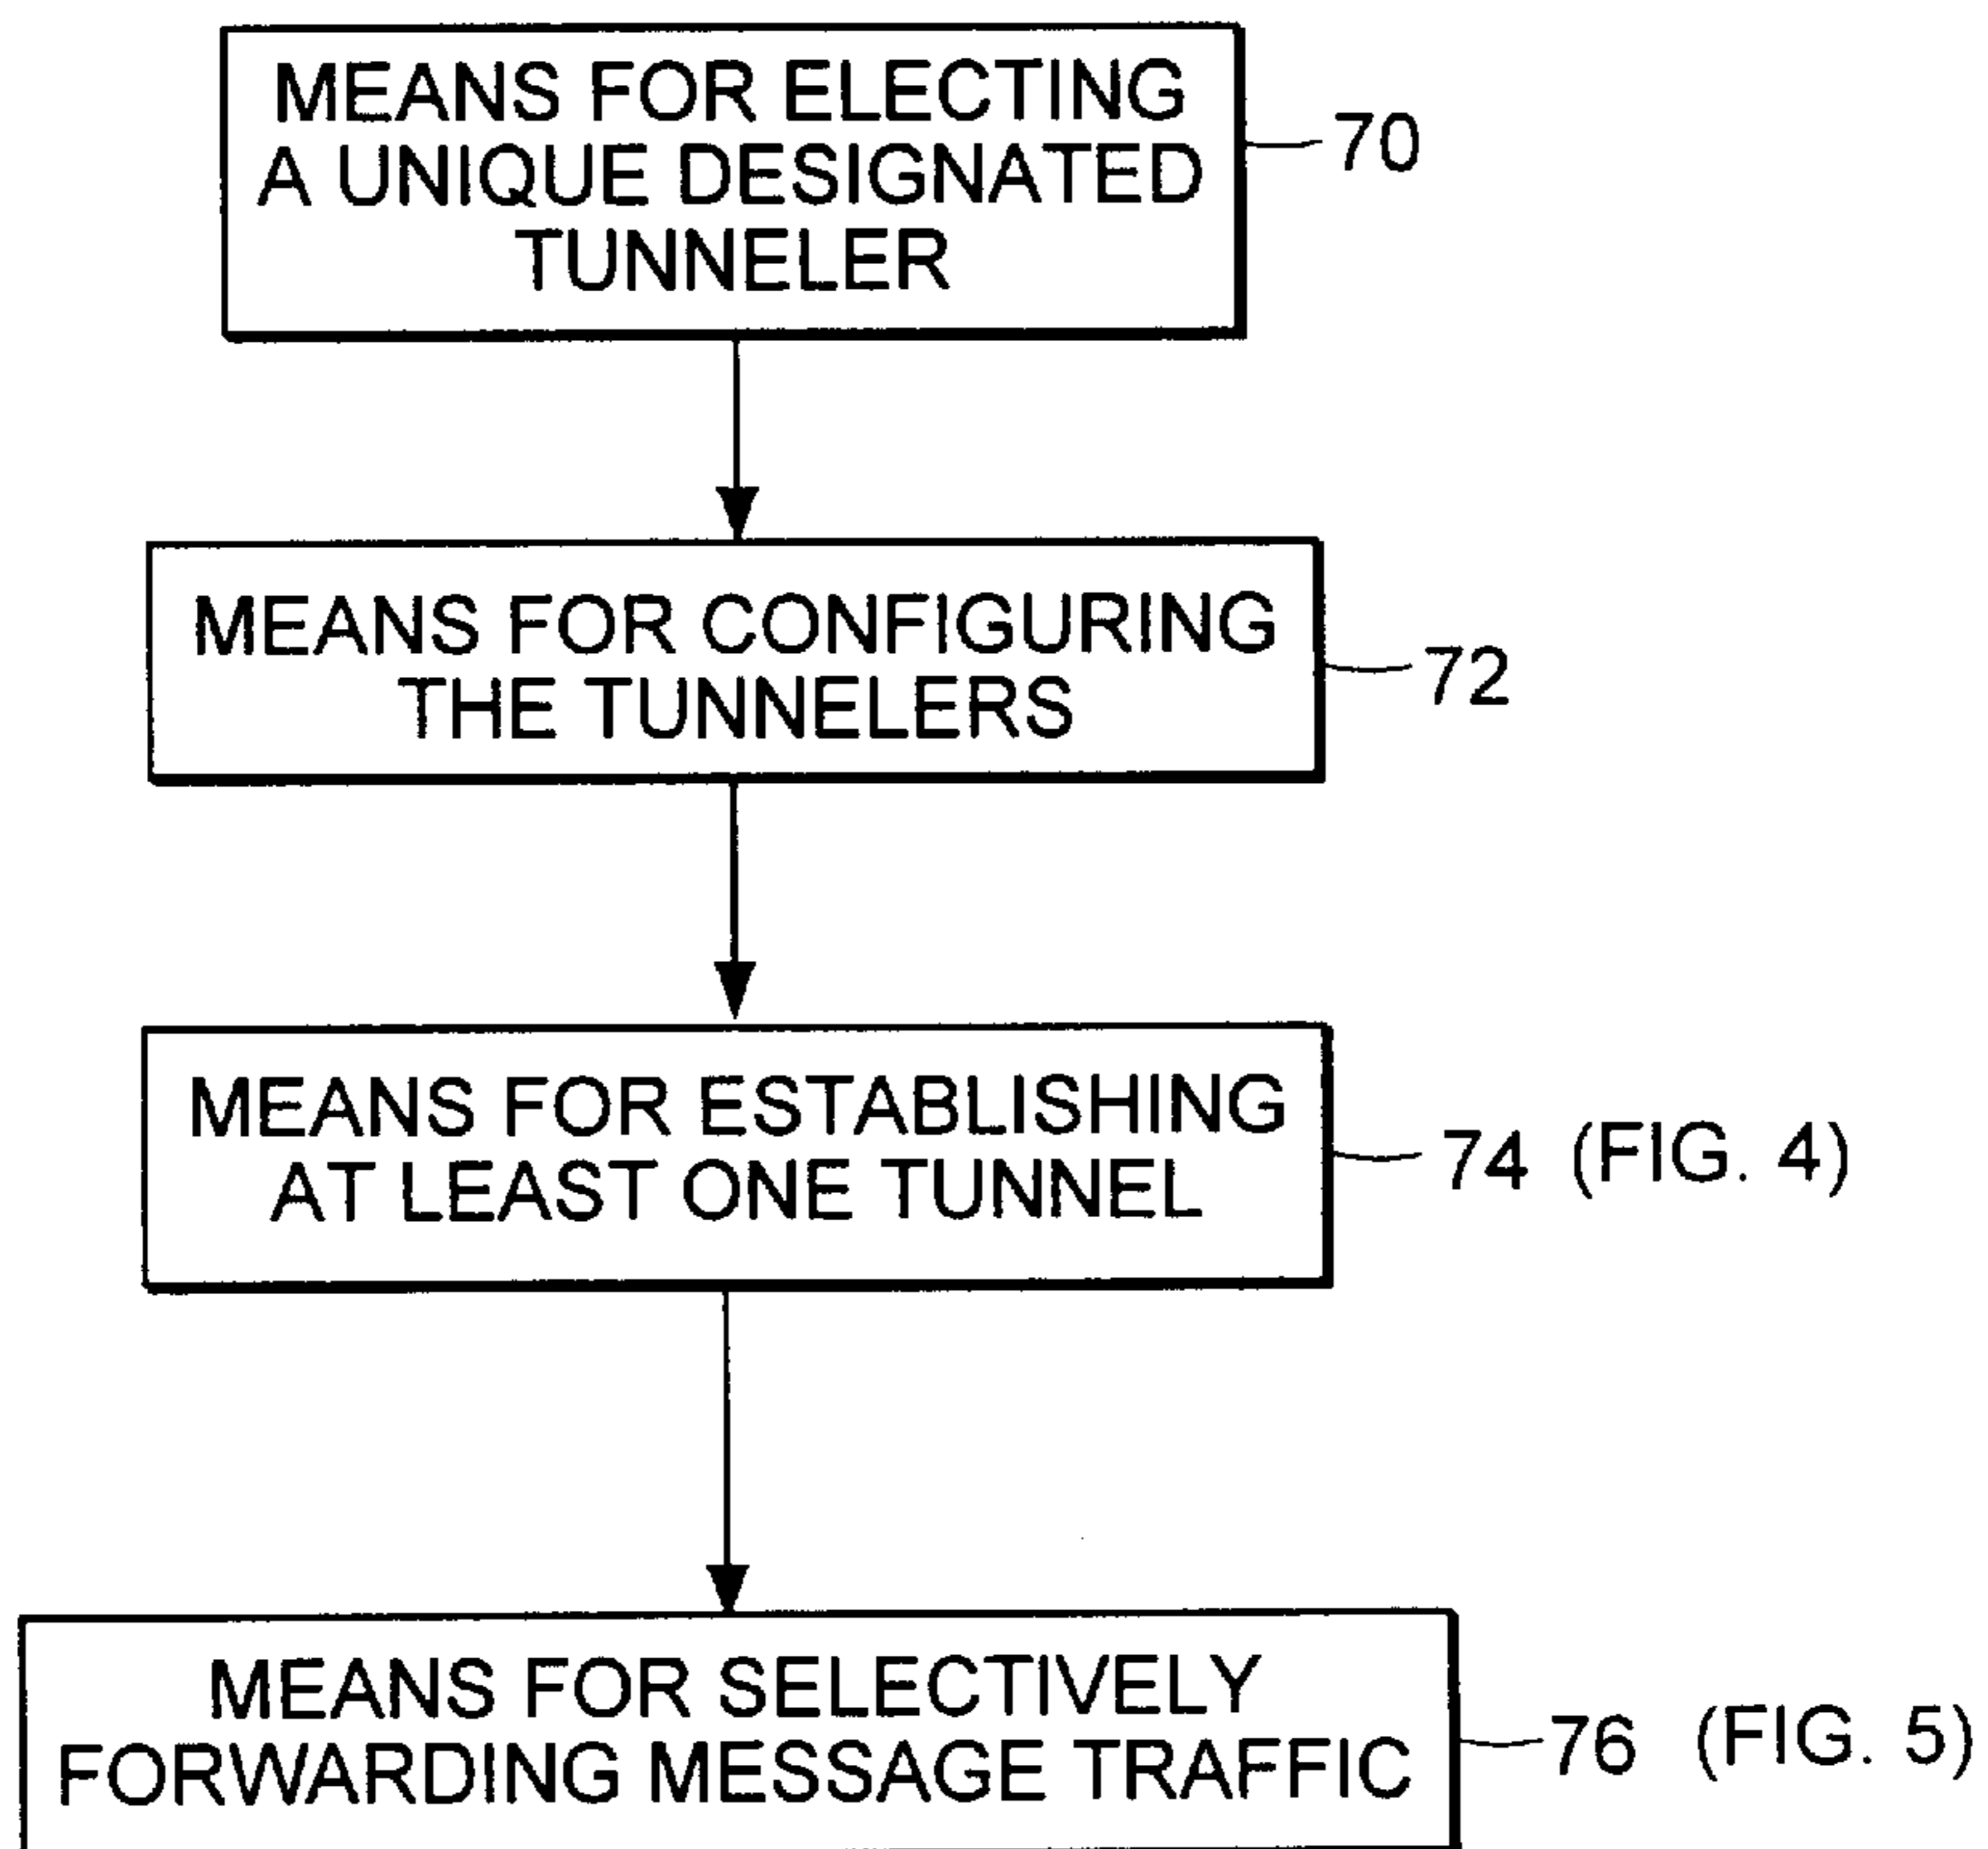 MEANS FOR ELECTING
A UNIQUE DESIGNATED
TUNNELER
70
MEANS FOR CONFIGURING
THE TUNNELERS
72
MEANS FOR ESTABLISHING
AT LEAST ONE TUNNEL
74 (FIG. 4)
MEANS FOR SELECTIVELY
FORWARDING MESSAGE TRAFFIC
76 (FIG. 5)